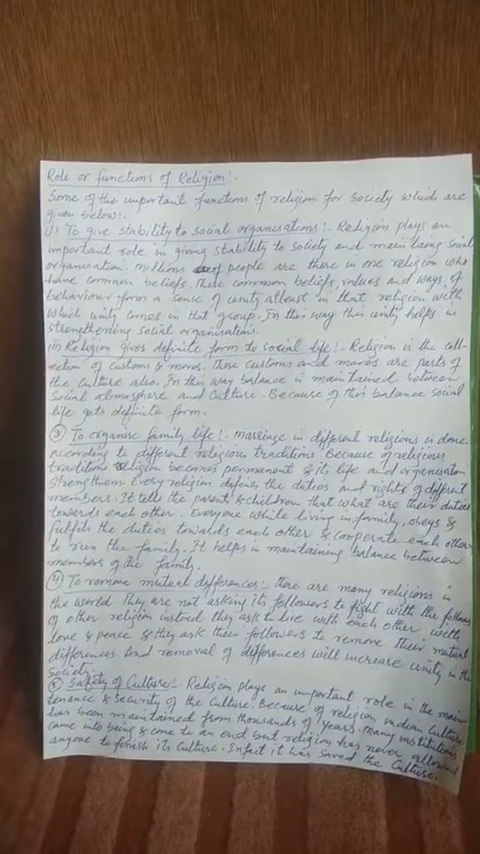 Role or functions of Religion:-
Some of the important functions of religion for society which are
given below:-
(i) To give stability to social organisations:- Religion plays an
important role in giving stability to society and maintaining social
organisation. Millions of people are there in one religion who
have common beliefs. These common beliefs, values and ways of
behaviour form a sense of unity atleast in that religion with
which unity comes in that group. In this way this unity helps in
strengthening social organisations.
(ii) Religion gives definite form to social life:- Religion is the coll-
ection of customs & mores. These customs and mores are parts of
the culture also. In this way balance is maintained between
social atmosphere and culture. Because of this balance social
life gets definite form.
③ To organise family life:- Marriage in different religions is done
according to different religious traditions. Because of religious
traditions religion becomes permanent & its life and organisation
strengthens. Every religion defines the duties and rights of different
members. It tells the parent & children that what are their duties
towards each other. Everyone while living in family, obeys &
fulfils the duties towards each other & cooperate each other
to run the family. It helps in maintaining balance between
members of the family.
④ To remove mutual differences:- there are many religions in
the world. They are not asking its followers to fight with the
of other religion instead they ask to live with each other with
love & peace & they ask their followers to remove their mutual
differences. And removal of differences will increase unity in the
society.
⑤ Safety of Culture:- Religion plays an important role in the main-
tenance & security of the culture. Because of religion Indian culture
has been maintained from thousands of years. Many institutions
came into being & come to an end but religion has never allowed
anyone to finish its culture. Infact it has saved the culture.